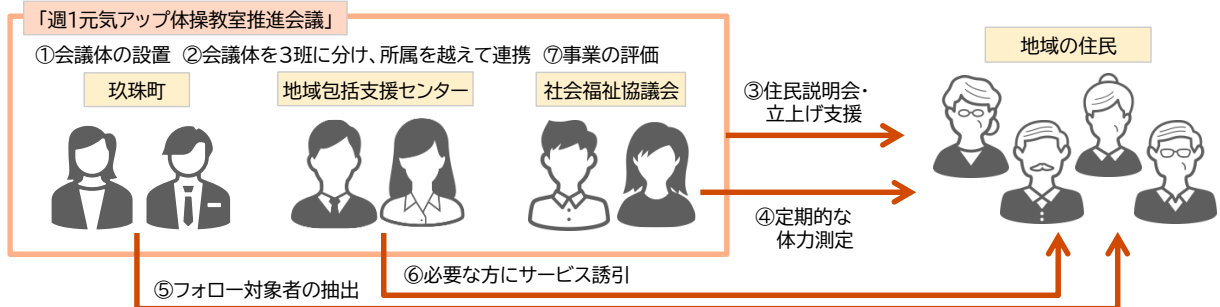 「週1元気アップ体操教室推進会議」
①会議体の設置 ②会議体を3班に分け、所属を越えて連携 ⑦事業の評価
玖珠町
地域包括支援センター
社会福祉協議会
地域の住民
③住民説明会・
立上げ支援
④定期的な
体力測定
⑥必要な方にサービス誘引
⑤フォロー対象者の抽出